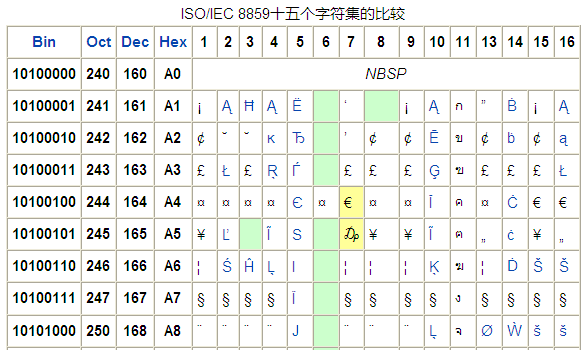 ISO/IEC 8859十五个字符集的比较
Bin Oct Dec Hex 1 2 3 4 5 6 7 8 9 10 11 13 14 15 16
10100000 240 160 A0 NBSP
10100001 241 161 A1 ¡ Ą Ħ Ą Ё ‘ ¡ Ą ก ” Ḃ ¡ Ą
10100010 242 162 A2 ¢ ˘ ˘ ĸ Ђ ’ ¢ ¢ Ē ข ¢ ḃ ¢ ą
10100011 243 163 A3 £ Ł £ Ŗ Ѓ £ £ £ Ģ ฃ £ £ £ Ł
10100100 244 164 A4 ¤ ¤ ¤ ¤ Є ¤ € ¤ ¤ Ī ค ¤ Ċ € €
10100101 245 165 A5 ¥ Ľ Ĩ Ѕ ₯ ¥ ¥ Ĩ ฅ „ ċ ¥ „
10100110 246 166 A6 ¦ Ś Ĥ Ļ І ¦ ¦ ¦ Ķ ฆ ¦ Ḋ Š Š
10100111 247 167 A7 § § § § Ї § § § § ง § § § §
10101000 250 168 A8 ¨ ¨ ¨ ¨ Ј ¨ ¨ ¨ Ļ จ Ø Ẁ š š